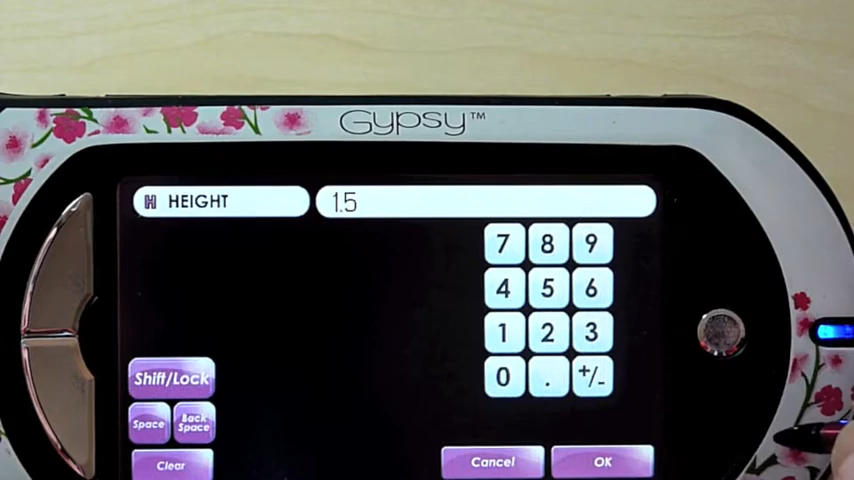 Gypsy™
H HEIGHT 1.5
7 8 9
4 5 6
1 2 3
0 . +/-
Shift/Lock
Space Back Space
Clear Cancel OK